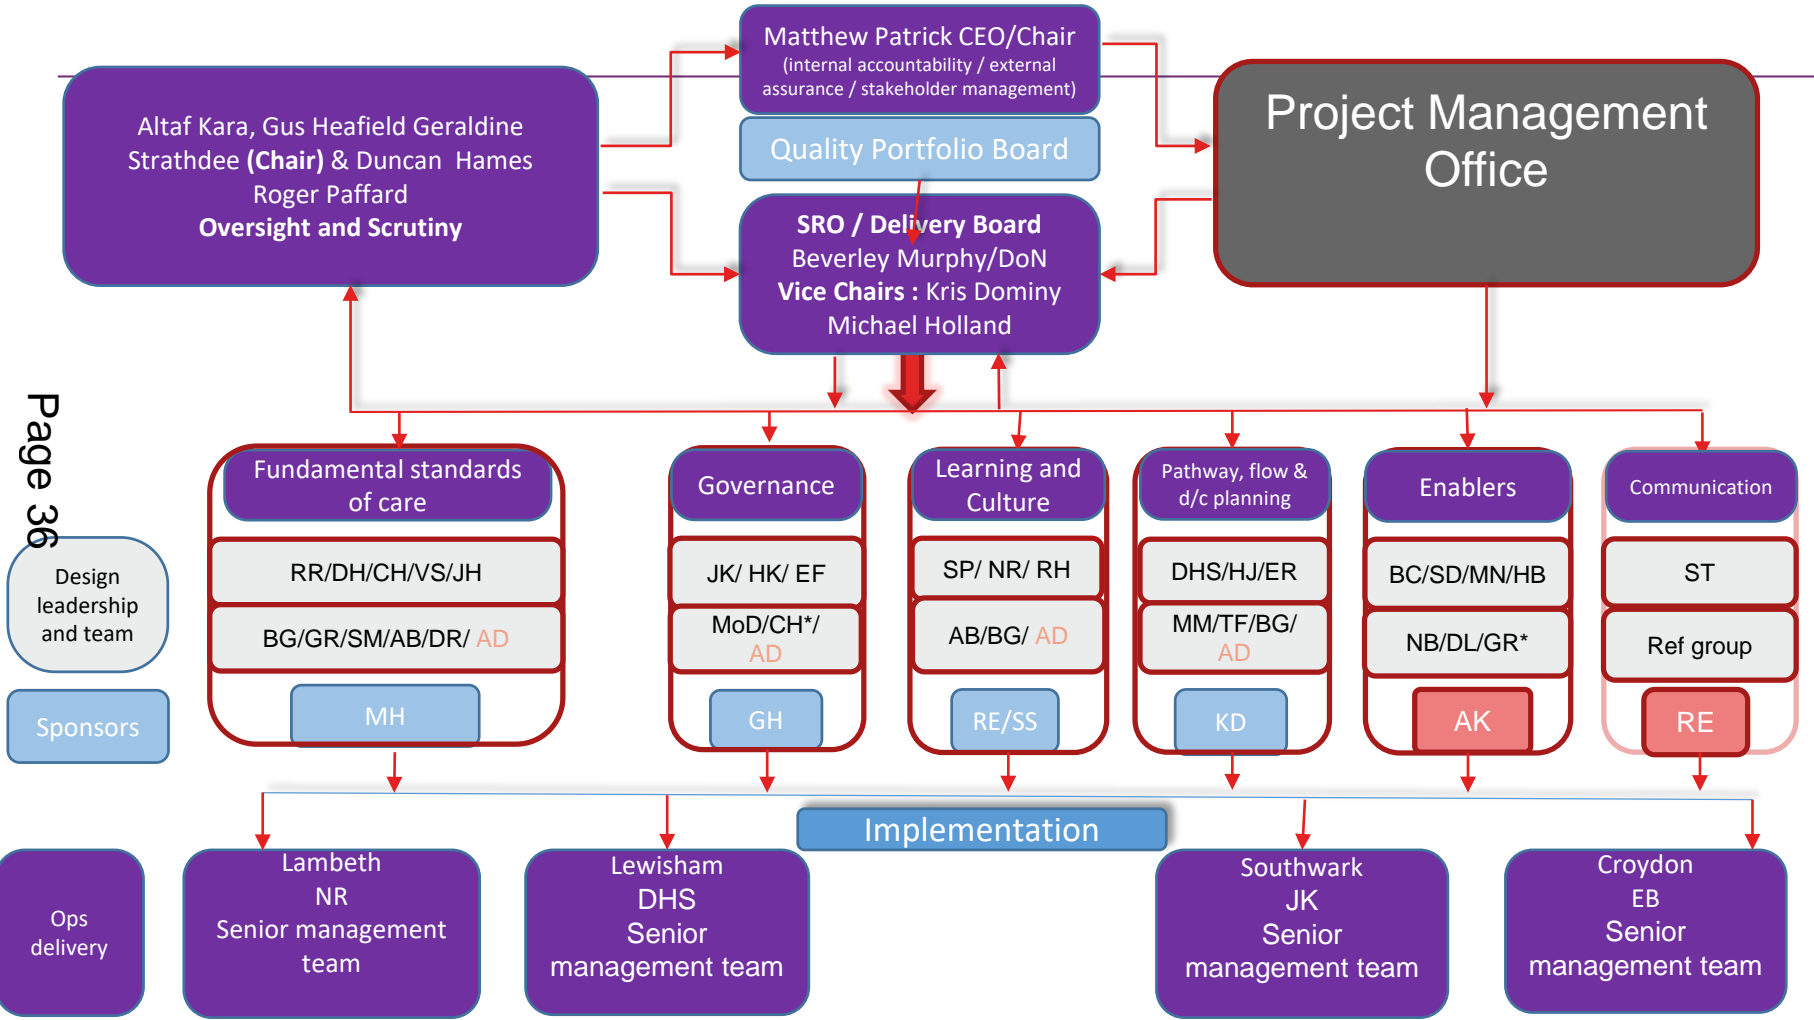 Matthew Patrick CEO/Chair
(internal accountability / external
assurance / stakeholder management)
Quality Portfolio Board
Altaf Kara, Gus Heafield Geraldine
Strathdee (Chair) & Duncan Hames
Roger Paffard
Oversight and Scrutiny
SRO / Delivery Board
Beverley Murphy/DoN
Vice Chairs : Kris Dominy
Michael Holland
Project Management
Office
Page 36
Fundamental standards
of care
Governance
Learning and
Culture
Pathway, flow &
d/c planning
Enablers
Communication
Design
leadership
and team
RR/DH/CH/VS/JH
JK/ HK/ EF
SP/ NR/ RH
DHS/HJ/ER
BC/SD/MN/HB
ST
BG/GR/SM/AB/DR/ AD
MoD/CH*/
AD
AB/BG/ AD
MM/TF/BG/
AD
NB/DL/GR*
Ref group
Sponsors
MH
GH
RE/SS
KD
AK
RE
Implementation
Ops
delivery
Lambeth
NR
Senior management
team
Lewisham
DHS
Senior
management team
Southwark
JK
Senior
management team
Croydon
EB
Senior
management team